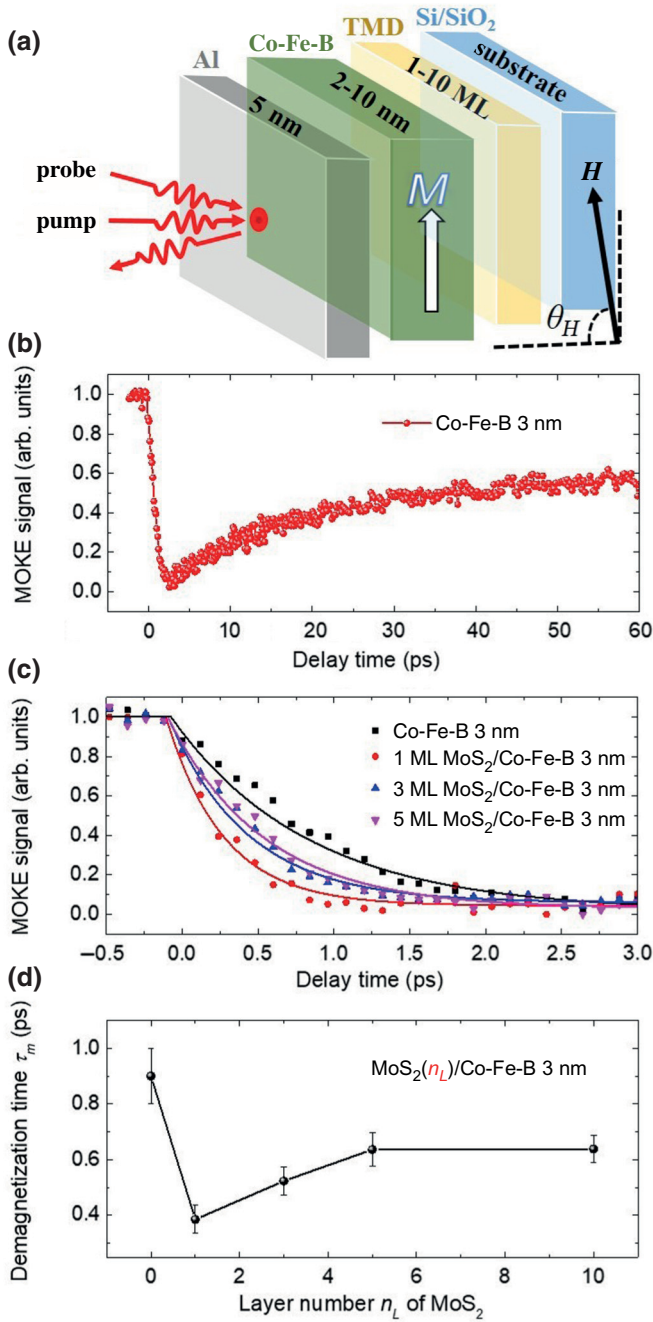 (a)
Al
Co-Fe-B
TMD
Si/SiO₂
5 nm
2-10 nm
1-10 ML
substrate
probe
pump
M
H
θ_H
(b)
MOKE signal (arb. units)
1.0
0.8
0.6
0.4
0.2
0.0
Co-Fe-B 3 nm
0 10 20 30 40 50 60
Delay time (ps)
(c)
MOKE signal (arb. units)
1.0
0.8
0.6
0.4
0.2
0.0
Co-Fe-B 3 nm
1 ML MoS₂/Co-Fe-B 3 nm
3 ML MoS₂/Co-Fe-B 3 nm
5 ML MoS₂/Co-Fe-B 3 nm
–0.5 0.0 0.5 1.0 1.5 2.0 2.5 3.0
Delay time (ps)
(d)
Demagnetization time τ_m (ps)
1.0
0.8
0.6
0.4
MoS₂(n_L)/Co-Fe-B 3 nm
0 2 4 6 8 10
Layer number n_L of MoS₂